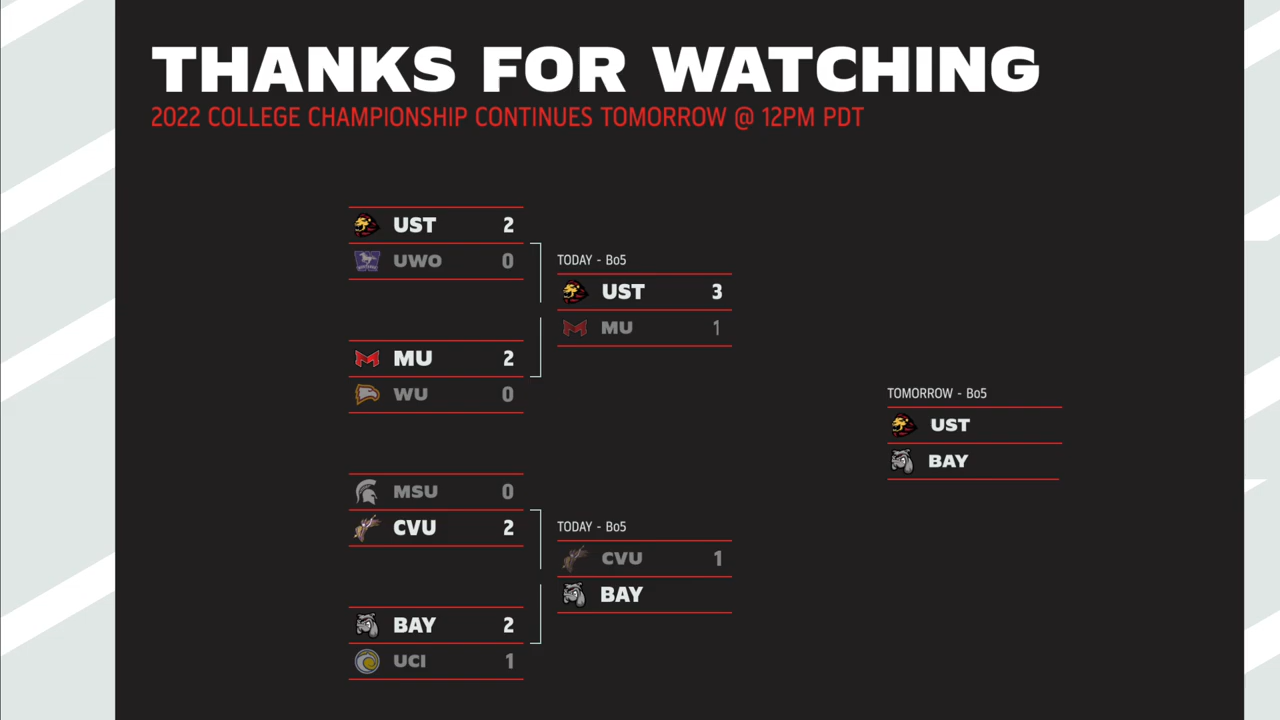 THANKS FOR WATCHING
2022 COLLEGE CHAMPIONSHIP CONTINUES TOMORROW @ 12PM PDT
UST 2
UWO 0
MU 2
WU 0
MSU 0
CVU 2
BAY 2
UCI 1
TODAY - Bo5
UST 3
MU 1
TODAY - Bo5
CVU 1
BAY
TOMORROW - Bo5
UST
BAY